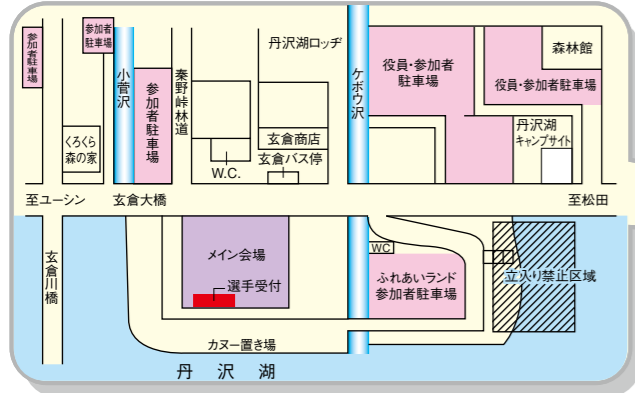 参加者
駐車場
参加者
駐車場
小菅沢
参加者
駐車場
秦野峠林道
丹沢湖ロッヂ
ケボウ沢
役員・参加者
駐車場
森林館
役員・参加者
駐車場
くろくら
森の家
玄倉商店
玄倉バス停
W.C.
丹沢湖
キャンプサイト
至ユーシン
玄倉大橋
至松田
玄倉川橋
メイン会場
選手受付
WC
ふれあいランド
参加者駐車場
立入り禁止区域
カヌー置き場
丹沢湖